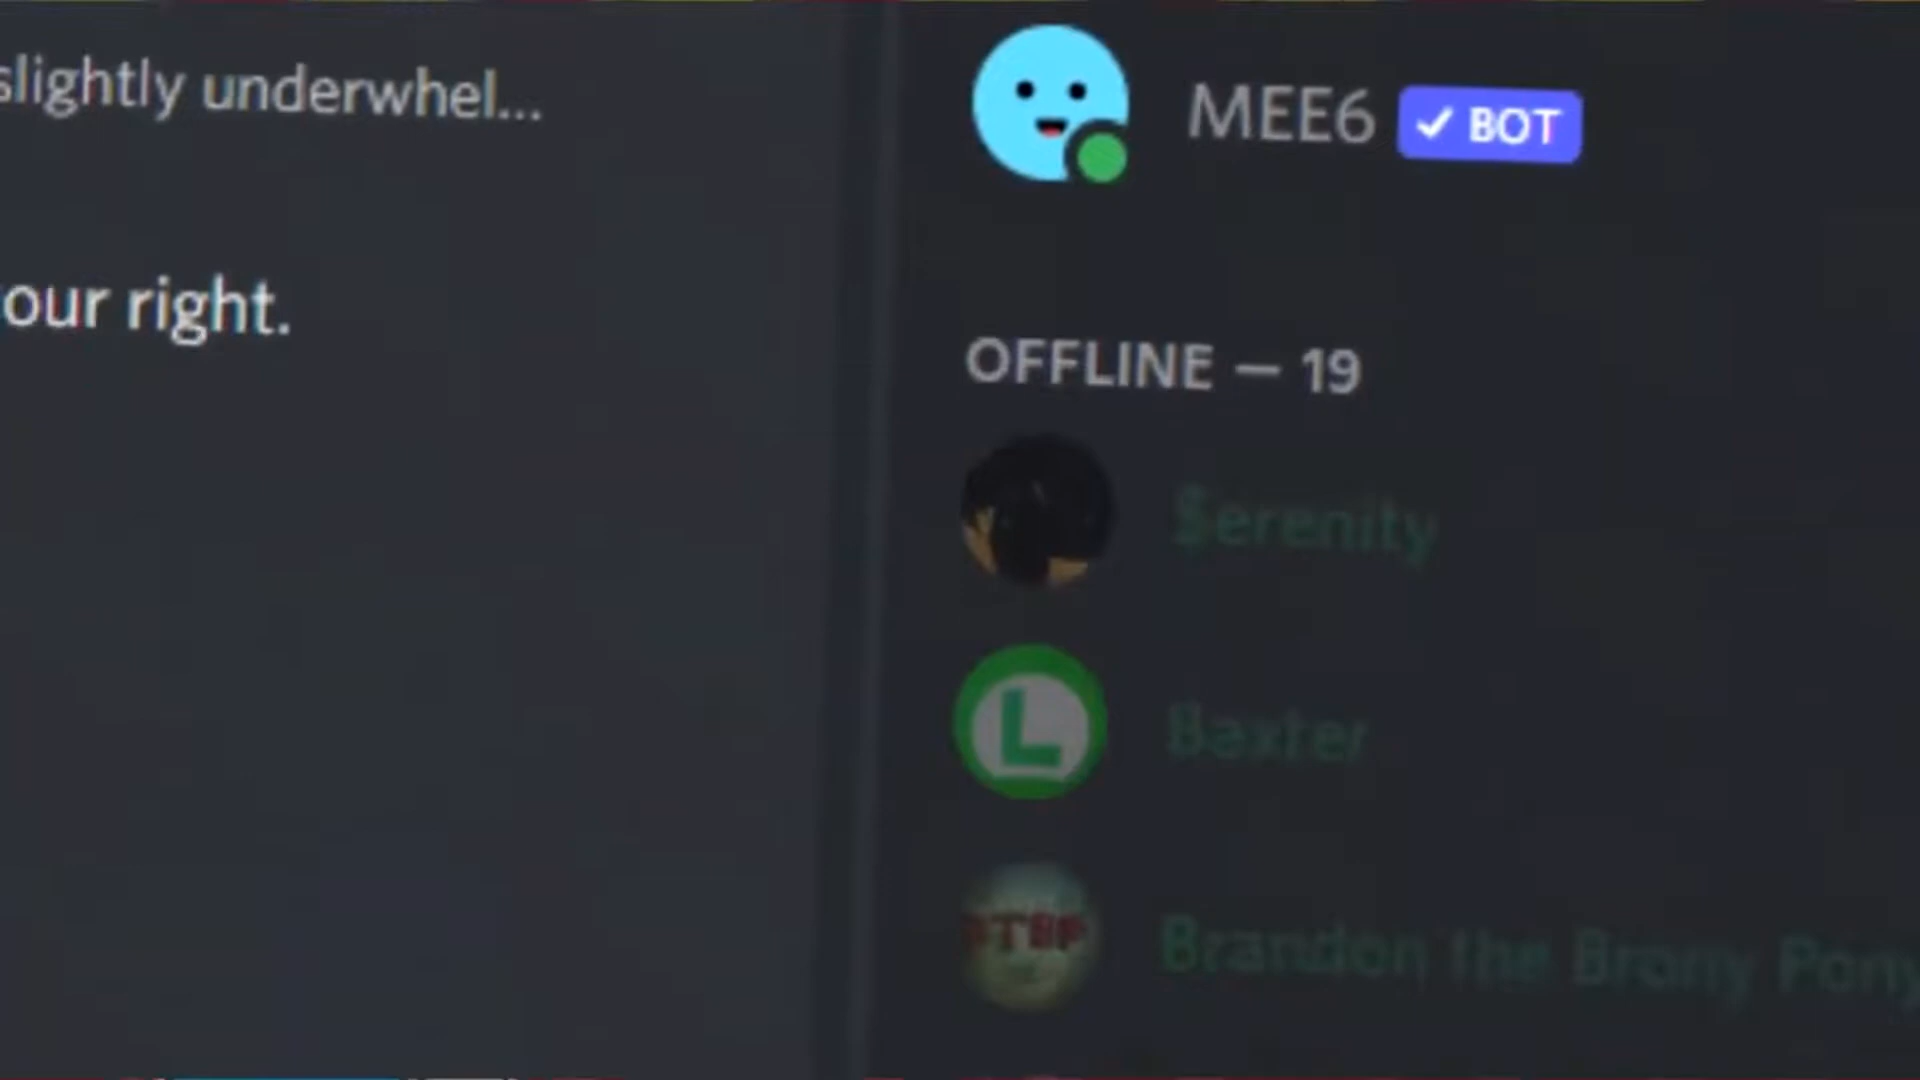 slightly underwhel...
our right.
MEE6 ✓ BOT
OFFLINE — 19
Serenity
L
Baxter
Brandon the Brony Pony